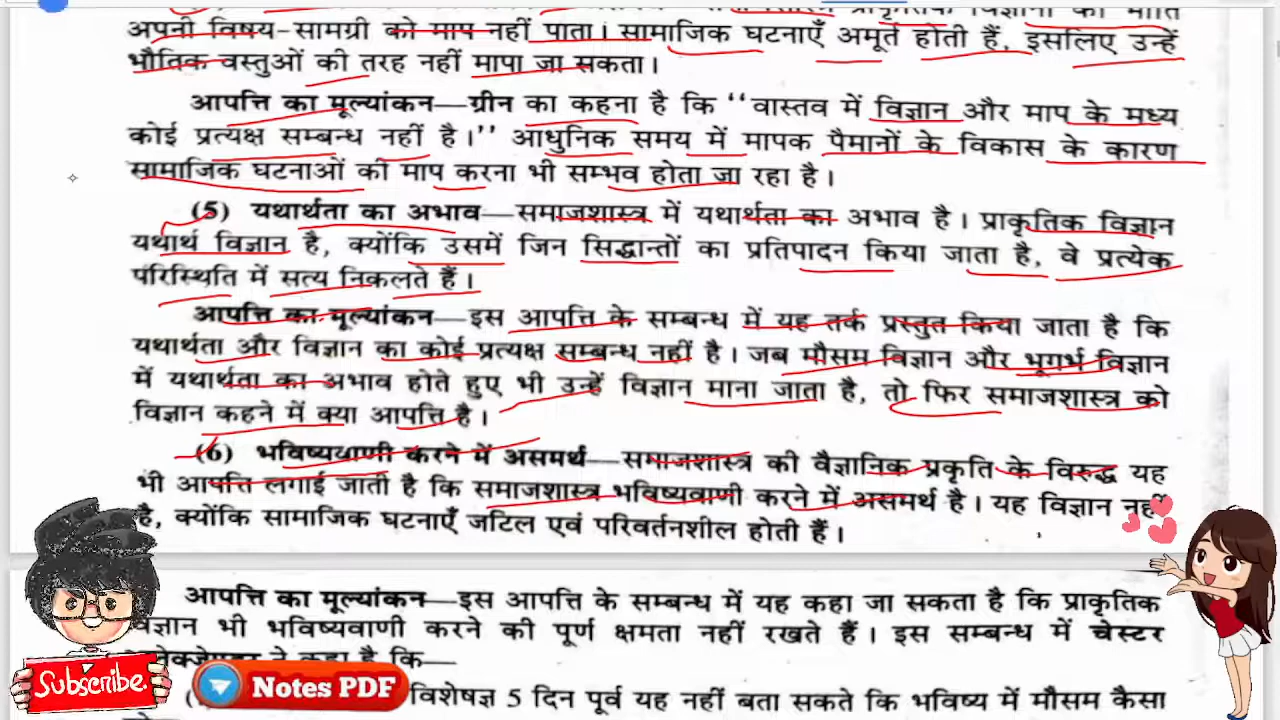 प्राकृतिक विज्ञानों की भाँति
अपनी विषय-सामग्री को माप नहीं पाता। सामाजिक घटनाएँ अमूर्त होती हैं, इसलिए उन्हें
भौतिक वस्तुओं की तरह नहीं मापा जा सकता।
आपत्ति का मूल्यांकन—ग्रीन का कहना है कि “वास्तव में विज्ञान और माप के मध्य
कोई प्रत्यक्ष सम्बन्ध नहीं है।” आधुनिक समय में मापक पैमानों के विकास के कारण
सामाजिक घटनाओं की माप करना भी सम्भव होता जा रहा है।
(5) यथार्थता का अभाव—समाजशास्त्र में यथार्थता का अभाव है। प्राकृतिक विज्ञान
यथार्थ विज्ञान है, क्योंकि उसमें जिन सिद्धान्तों का प्रतिपादन किया जाता है, वे प्रत्येक
परिस्थिति में सत्य निकलते हैं।
आपत्ति का मूल्यांकन—इस आपत्ति के सम्बन्ध में यह तर्क प्रस्तुत किया जाता है कि
यथार्थता और विज्ञान का कोई प्रत्यक्ष सम्बन्ध नहीं है। जब मौसम विज्ञान और भूगर्भ विज्ञान
में यथार्थता का अभाव होते हुए भी उन्हें विज्ञान माना जाता है, तो फिर समाजशास्त्र को
विज्ञान कहने में क्या आपत्ति है।
(6) भविष्यवाणी करने में असमर्थ—समाजशास्त्र की वैज्ञानिक प्रकृति के विरुद्ध यह
भी आपत्ति लगाई जाती है कि समाजशास्त्र भविष्यवाणी करने में असमर्थ है। यह विज्ञान नहीं
है, क्योंकि सामाजिक घटनाएँ जटिल एवं परिवर्तनशील होती हैं।
आपत्ति का मूल्यांकन—इस आपत्ति के सम्बन्ध में यह कहा जा सकता है कि प्राकृतिक
विज्ञान भी भविष्यवाणी करने की पूर्ण क्षमता नहीं रखते हैं। इस सम्बन्ध में चेस्टर
ने कहा है कि—
विशेषज्ञ 5 दिन पूर्व यह नहीं बता सकते कि भविष्य में मौसम कैसा
Subscribe
Notes PDF